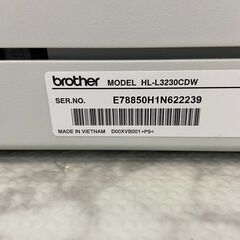 brother MODEL HL-L3230CDW
SER.NO. E78850H1N622239
MADE IN VIETNAM D00XVB001 >PS<